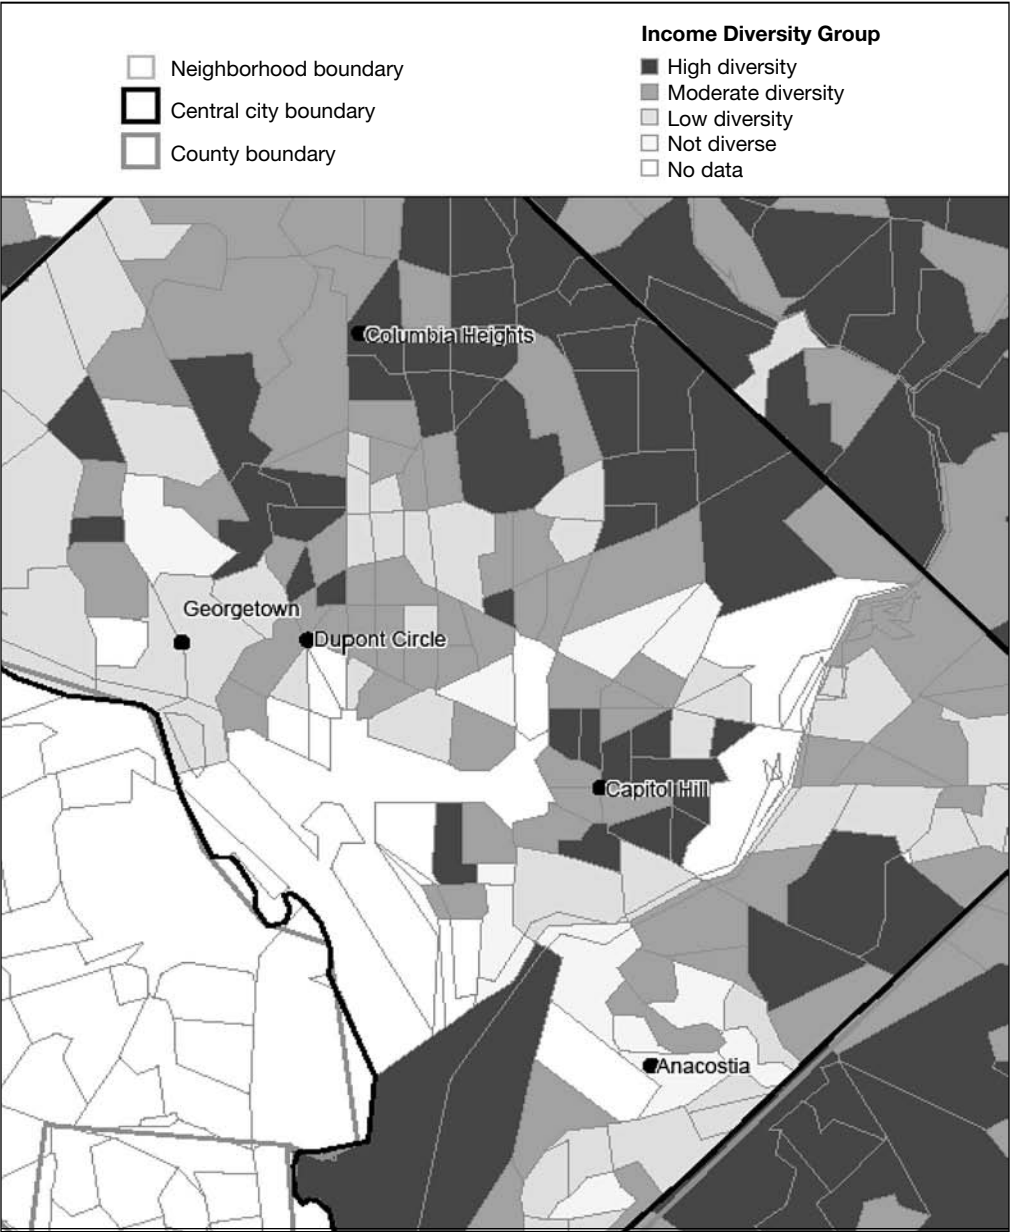 Neighborhood boundary
Central city boundary
County boundary
Income Diversity Group
High diversity
Moderate diversity
Low diversity
Not diverse
No data
Columbia Heights
Georgetown
Dupont Circle
Capitol Hill
Anacostia